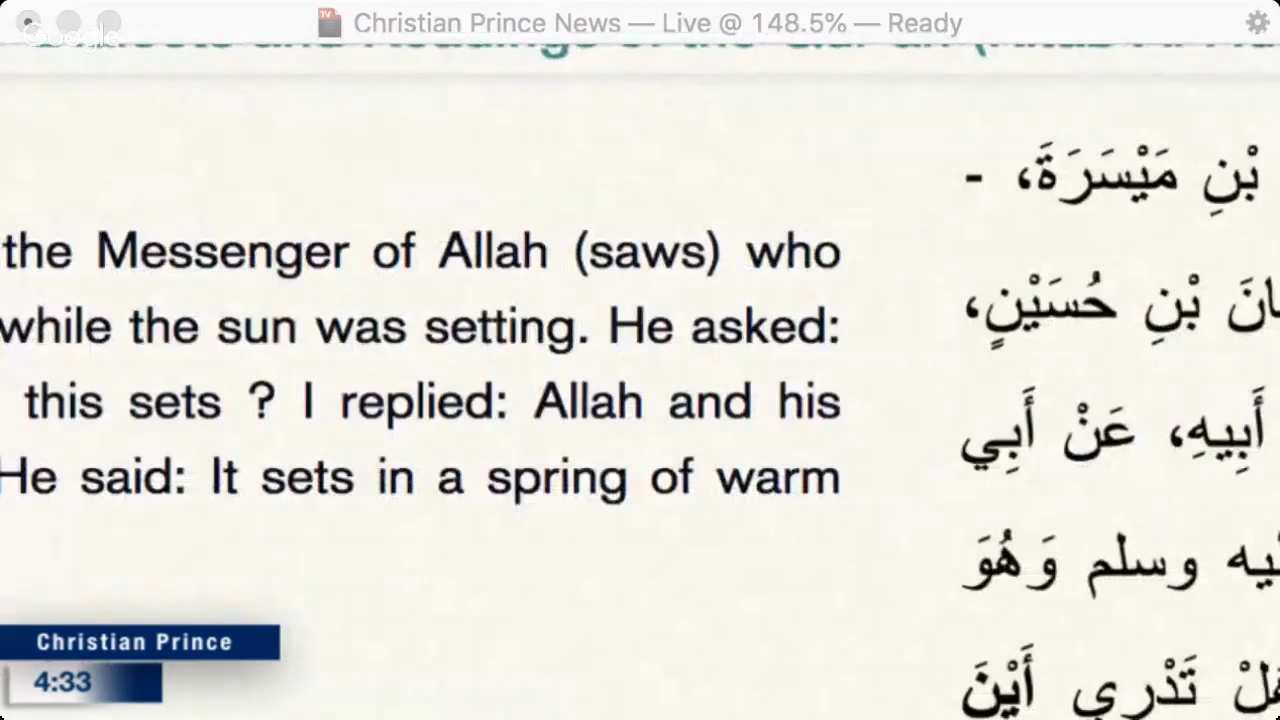 Christian Prince News — Live @ 148.5% — Ready
Google
the Messenger of Allah (saws) who
while the sun was setting. He asked:
this sets ? I replied: Allah and his
He said: It sets in a spring of warm
بْنِ مَيْسَرَةَ، -
بْنِ حُسَيْنٍ،
أَبِيهِ، عَنْ أَبِي
وسلم وَهُوَ
تَدْرِي أَيْنَ
Christian Prince
4:33